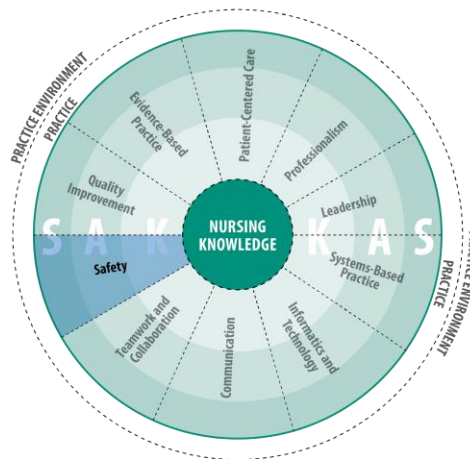 PRACTICE ENVIRONMENT
PRACTICE
Evidence-Based
Practice
Patient-Centered Care
Professionalism
Quality
Improvement
Leadership
S A K
NURSING
KNOWLEDGE
K A S
Safety
Systems-Based
Practice
Teamwork and
Collaboration
Communication
Informatics and
Technology
PRACTICE
PRACTICE ENVIRONMENT